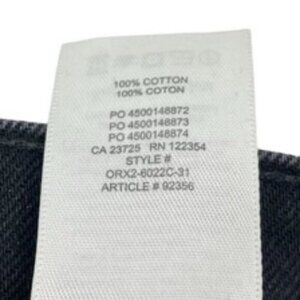 100% COTTON
100% COTON
PO 4500148872
PO 4500148873
PO 4500148874
CA 23725 RN 122354
STYLE #
ORX2-6022C-31
ARTICLE # 92356